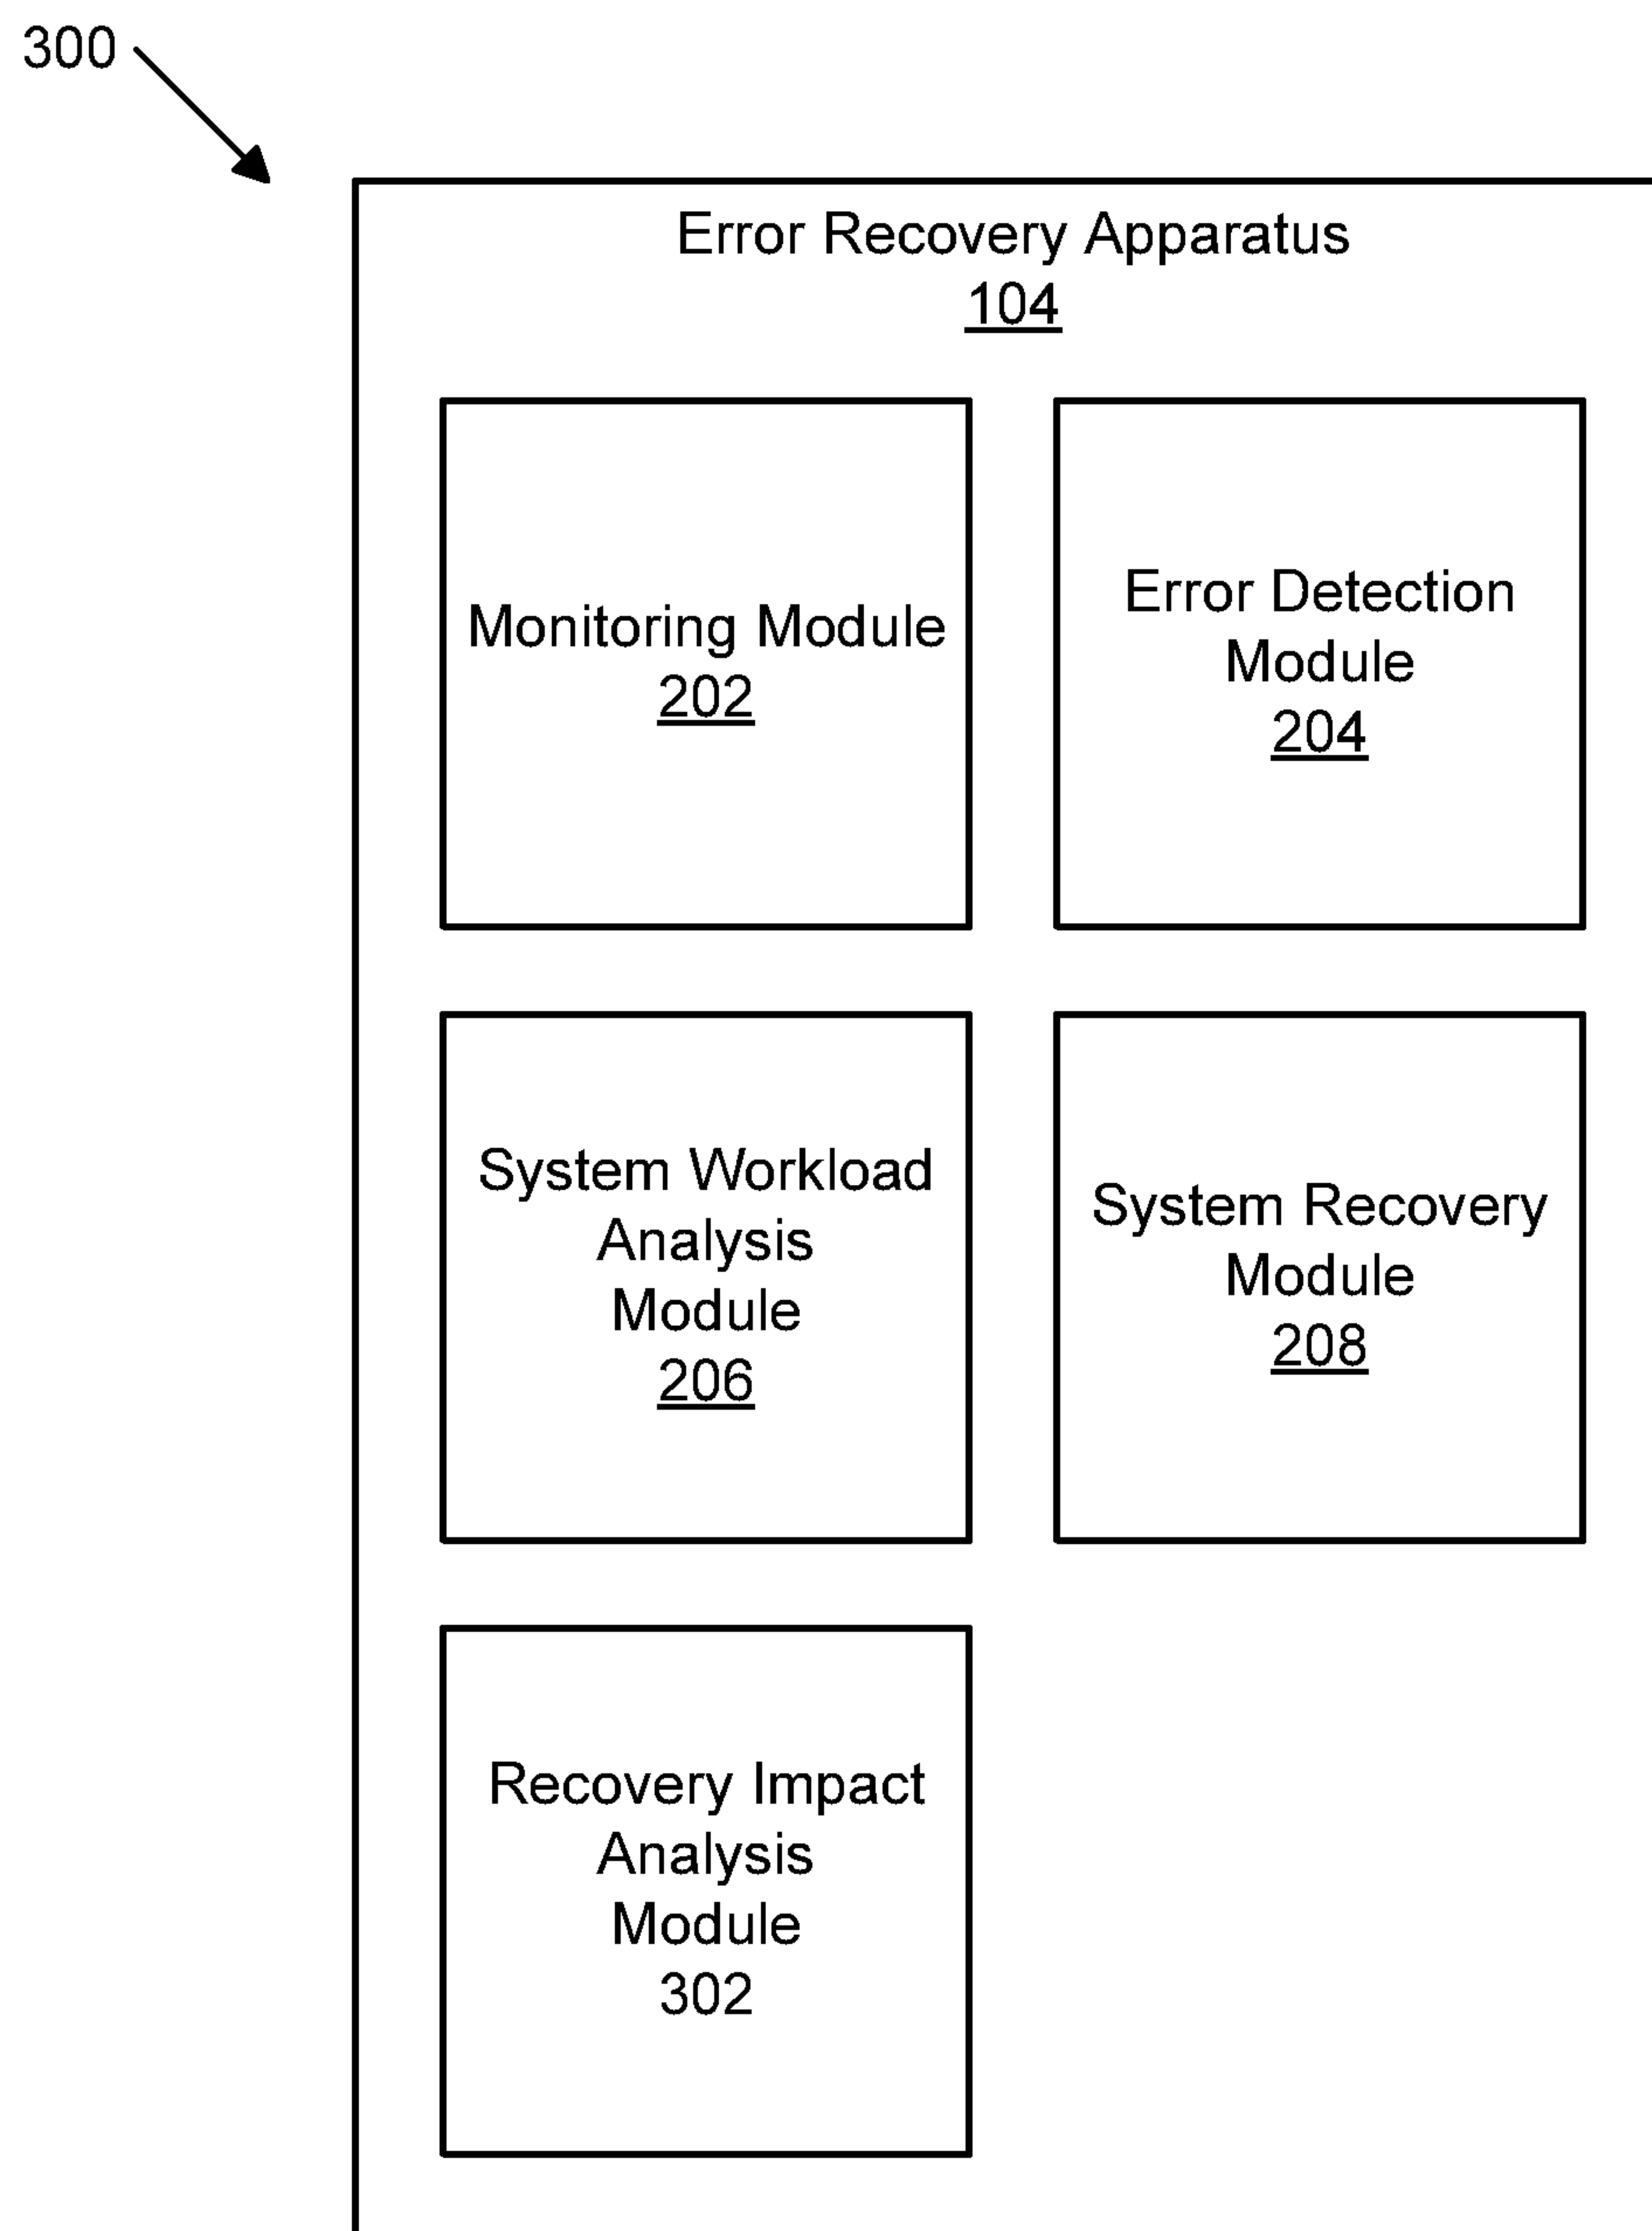 300
Error Recovery Apparatus
104
Monitoring Module
202
Error Detection
Module
204
System Workload
Analysis
Module
206
System Recovery
Module
208
Recovery Impact
Analysis
Module
302